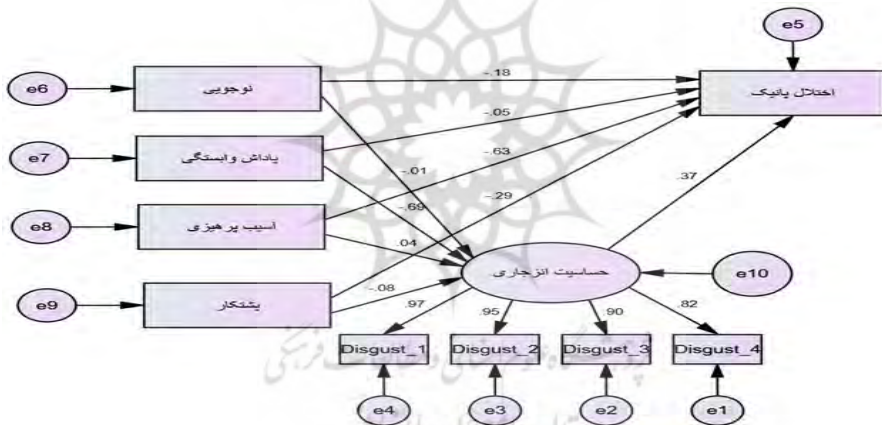 e5
e6
نوجویی
-.18
اختلال پانیک
-.05
e7
پاداش وابستگی
-.01
-.63
.37
-.69
-.29
e8
آسیب پرهیزی
.04
حساسیت انزجاری
e10
e9
پشتکار
-.08
.97
.95
.90
.82
Disgust_1 Disgust_2 Disgust_3 Disgust_4
e4 e3 e2 e1